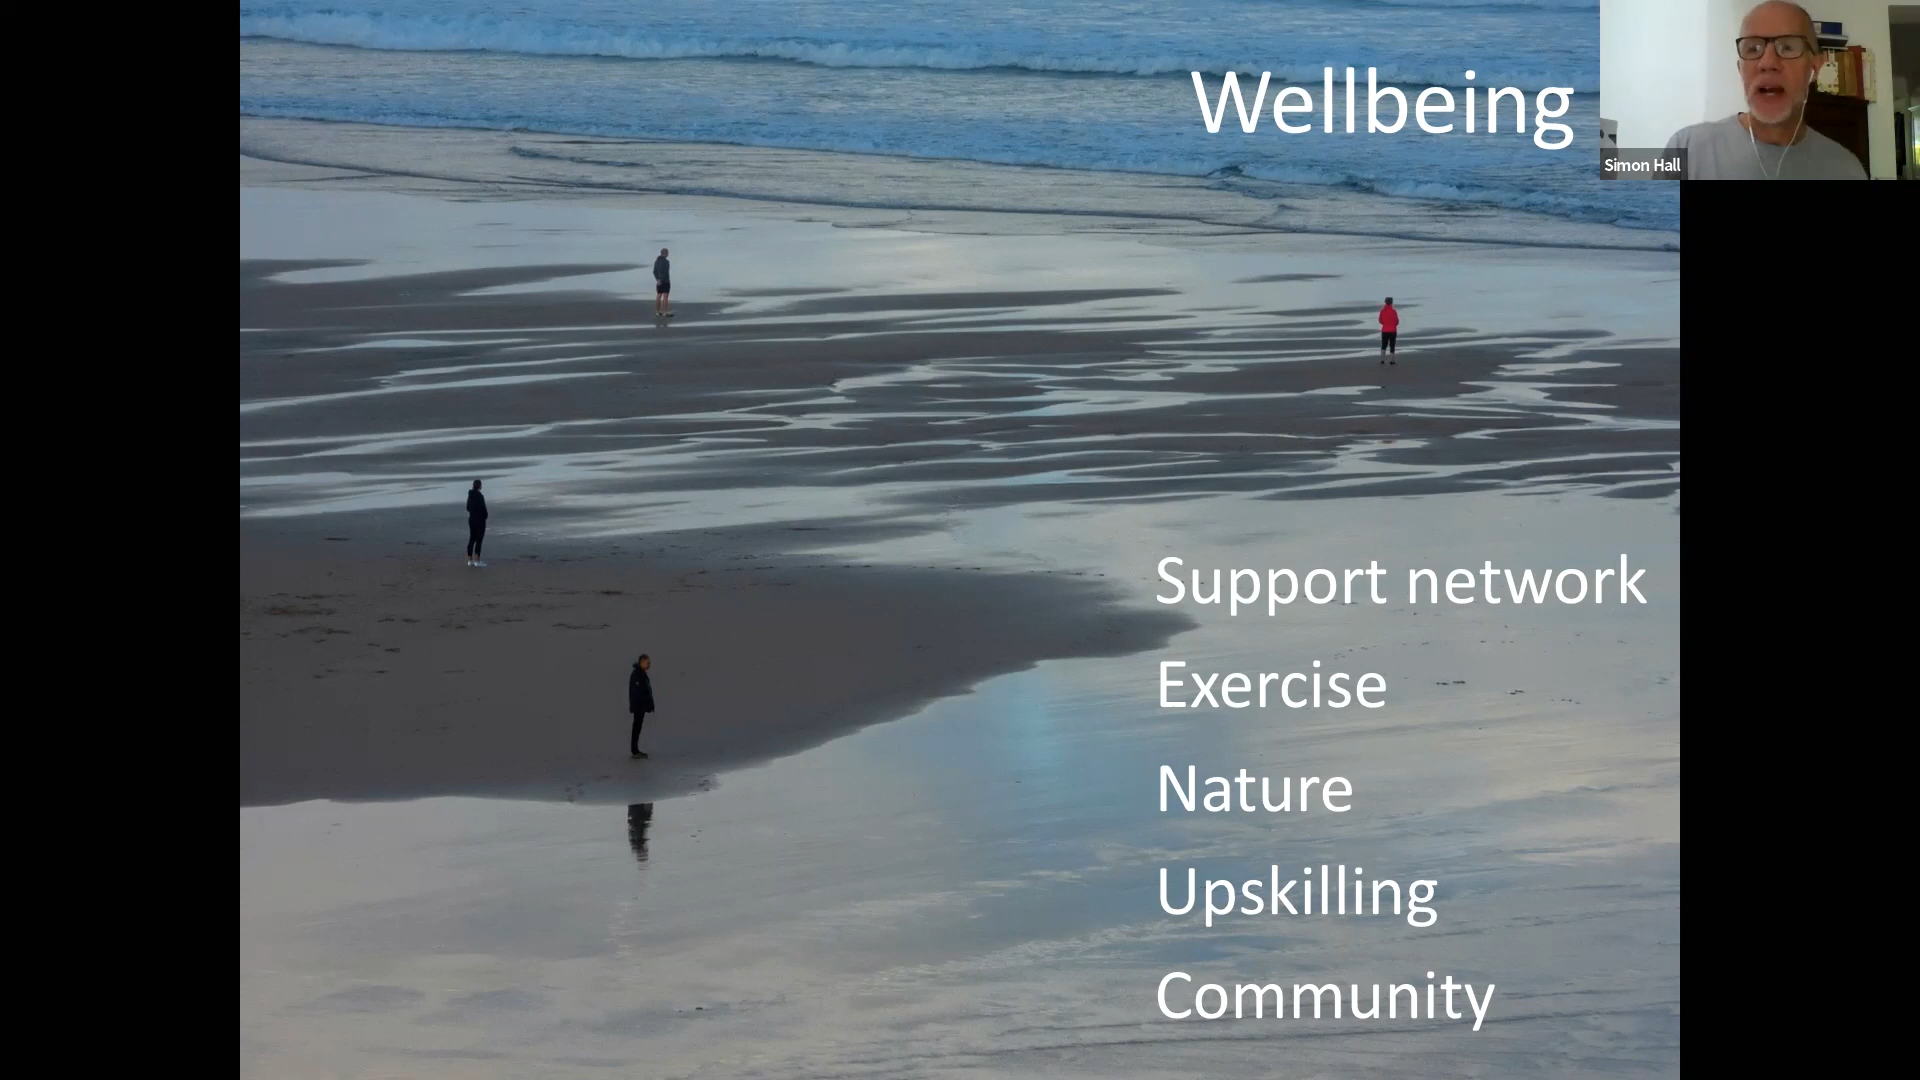 Wellbeing
Simon Hall
Support network
Exercise
Nature
Upskilling
Community